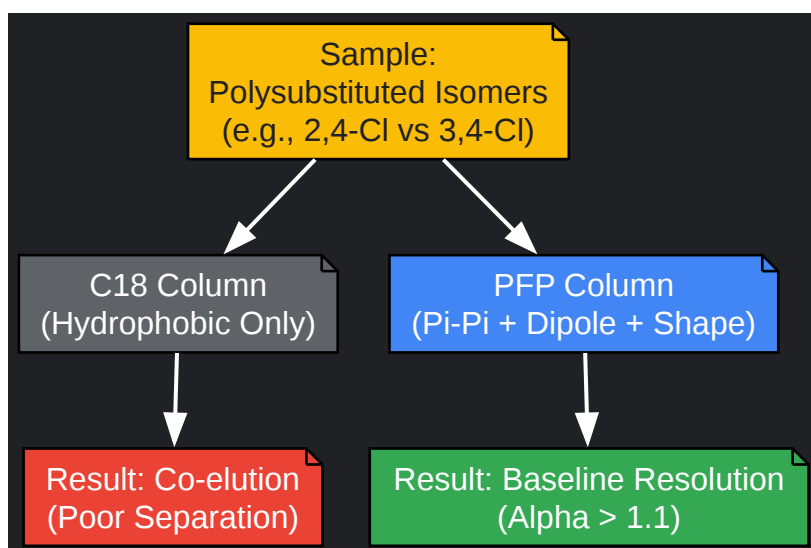 Sample:
Polysubstituted Isomers
(e.g., 2,4-Cl vs 3,4-Cl)
C18 Column
(Hydrophobic Only)
PFP Column
(Pi-Pi + Dipole + Shape)
Result: Co-elution
(Poor Separation)
Result: Baseline Resolution
(Alpha > 1.1)